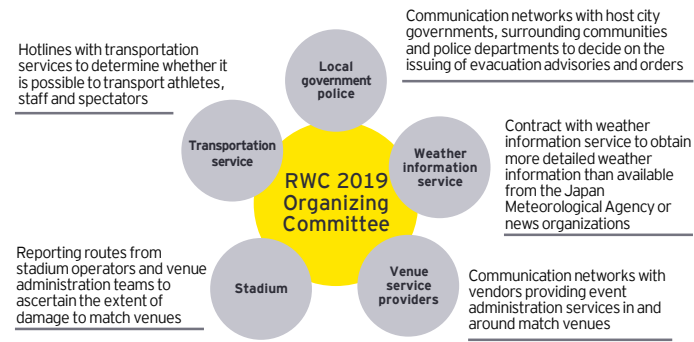 Communication networks with host city
governments, surrounding communities
and police departments to decide on the
issuing of evacuation advisories and orders
Hotlines with transportation
services to determine whether it
is possible to transport athletes,
staff and spectators
Local
government
police
Transportation
service
Weather
information
service
Contract with weather
information service to obtain
more detailed weather
information than available
from the Japan
Meteorological Agency or
news organizations
RWC 2019
Organizing
Committee
Reporting routes from
stadium operators and venue
administration teams to
ascertain the extent of
damage to match venues
Stadium
Venue
service
providers
Communication networks with
vendors providing event
administration services in and
around match venues